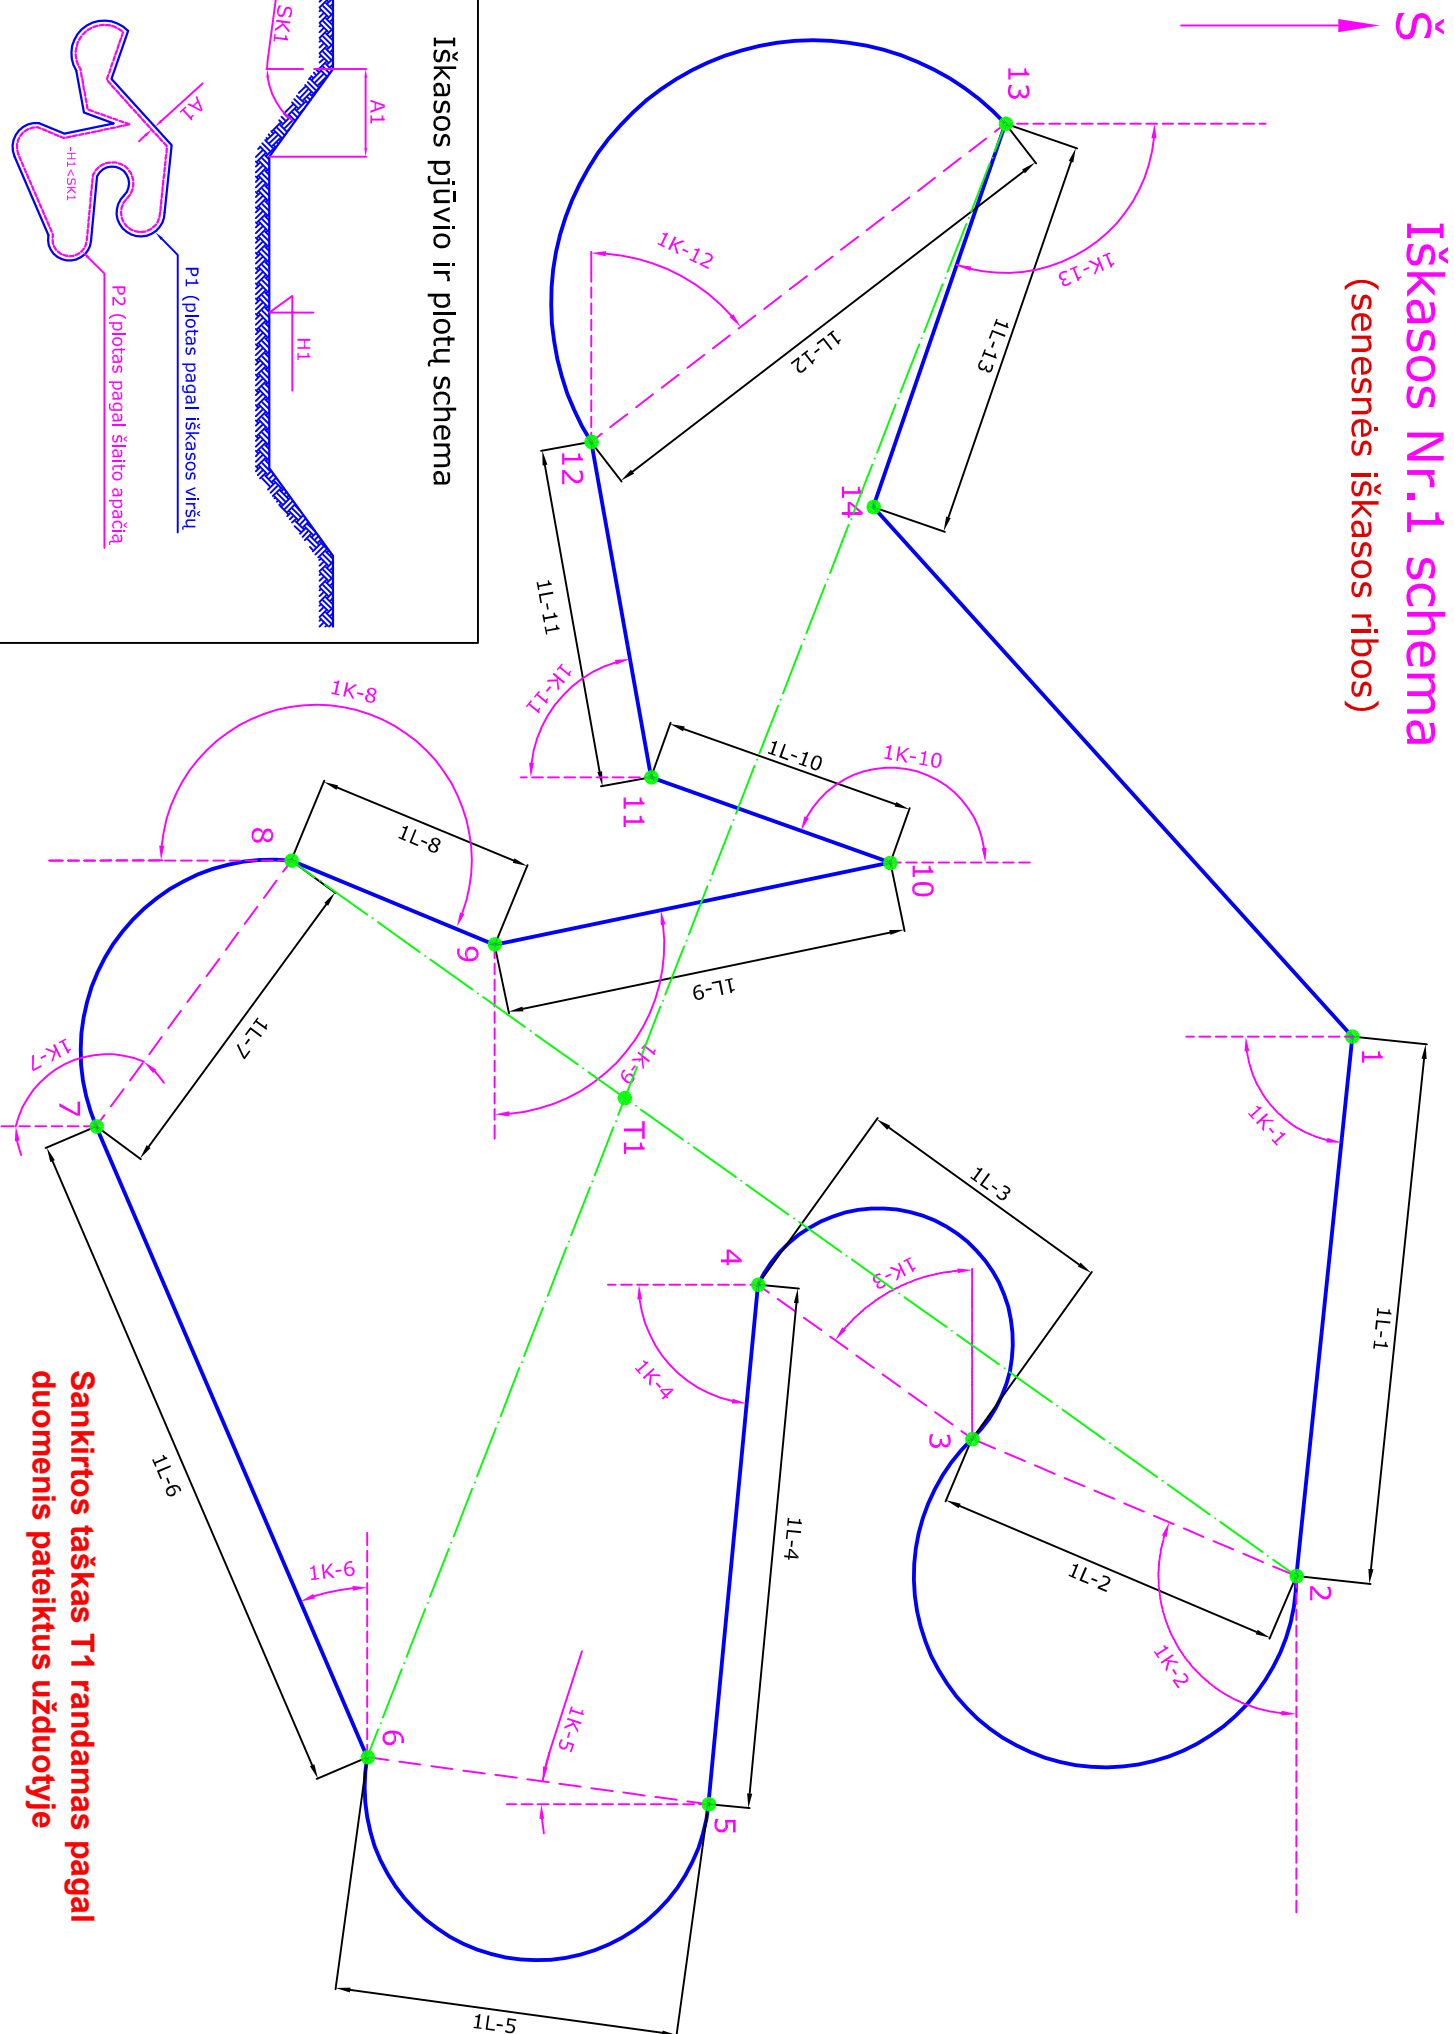 Š
Iškasos Nr.1 schema
(senesnės iškasos ribos)
13
1K-13
1L-13
1K-12
1L-12
14
12
1L-11
1K-11
11
1L-10
1K-10
10
1K-8
8
1L-8
9
1L-9
1K-9
T1
1L-7
1K-7
7
1
1K-1
1L-1
1L-3
1K-3
4
3
1K-4
1L-4
1L-2
2
1K-2
1L-6
1K-6
6
1K-5
5
1L-5
Iškasos pjūvio ir plotų schema
SK1
A1
H1
A1
-H1<SK1
P1 (plotas pagal iškasos viršų
P2 (plotas pagal šlaito apačią
Sankirtos taškas T1 randamas pagal
duomenis pateiktus užduotyje